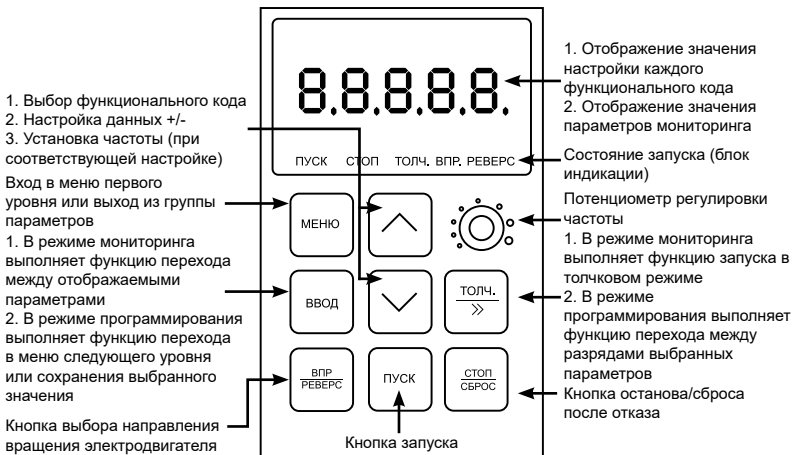 1. Выбор функционального кода
2. Настройка данных +/-
3. Установка частоты (при
соответствующей настройке)
Вход в меню первого
уровня или выход из группы
параметров
1. В режиме мониторинга
выполняет функцию перехода
между отображаемыми
параметрами
2. В режиме программирования
выполняет функцию перехода
в меню следующего уровня
или сохранения выбранного
значения
Кнопка выбора направления
вращения электродвигателя
8.8.8.8.8.
ПУСК СТОП ТОЛЧ. ВПР. РЕВЕРС
МЕНЮ
ВВОД
ТОЛЧ.
ВПР
РЕВЕРС
ПУСК
СТОП
СБРОС
Кнопка запуска
1. Отображение значения
настройки каждого
функционального кода
2. Отображение значения
параметров мониторинга
Состояние запуска (блок
индикации)
Потенциометр регулировки
частоты
1. В режиме мониторинга
выполняет функцию запуска в
толчковом режиме
2. В режиме
программирования выполняет
функцию перехода между
разрядами выбранных
параметров
Кнопка останова/сброса
после отказа